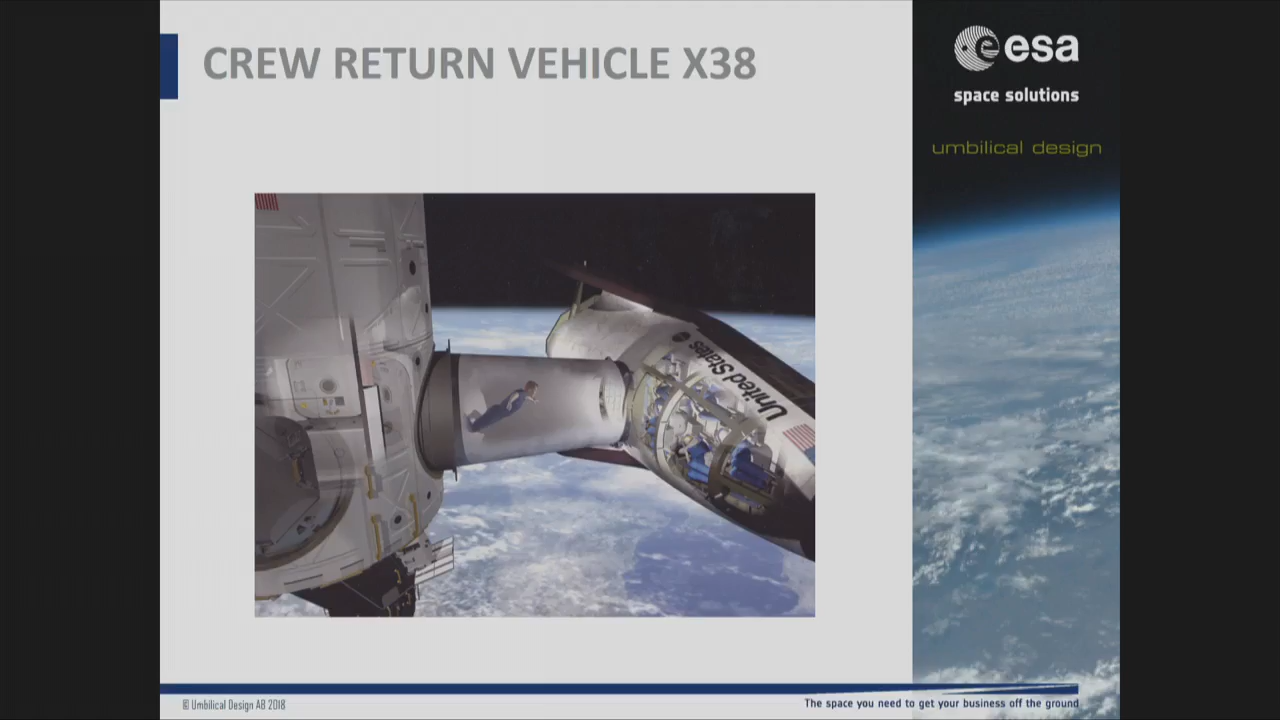 CREW RETURN VEHICLE X38
esa
space solutions
umbilical design
United States
© Umbilical Design AB 2018
The space you need to get your business off the ground